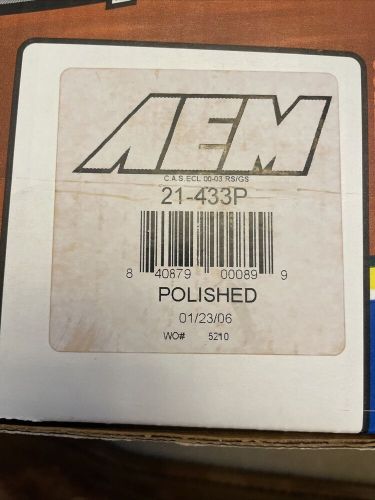 AEM
C.A.S.ECL 00-03 RS/GS
21-433P
8 40879 00089 9
POLISHED
01/23/06
WO# 5210